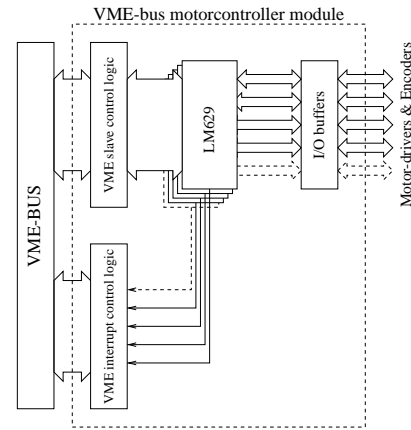 VME-bus motorcontroller module
VME-BUS
VME slave control logic
LM629
I/O buffers
Motor-drivers & Encoders
VME interrupt control logic